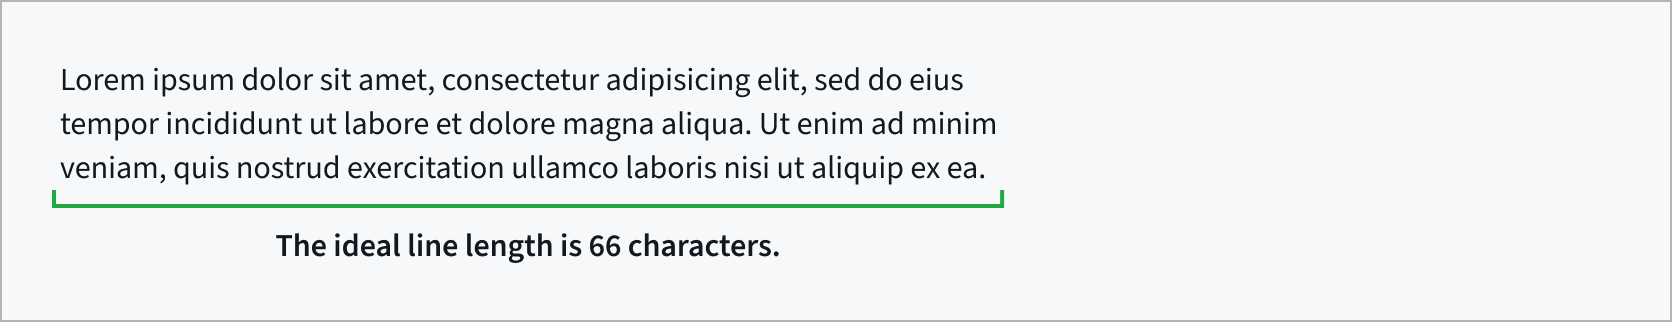 Lorem ipsum dolor sit amet, consectetur adipisicing elit, sed do eius
tempor incididunt ut labore et dolore magna aliqua. Ut enim ad minim
veniam, quis nostrud exercitation ullamco laboris nisi ut aliquip ex ea.
The ideal line length is 66 characters.